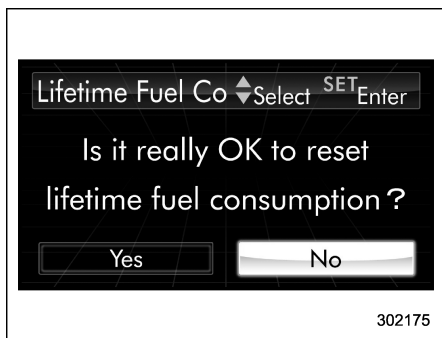 Lifetime Fuel Co Select SET Enter
Is it really OK to reset
lifetime fuel consumption?
Yes No
302175